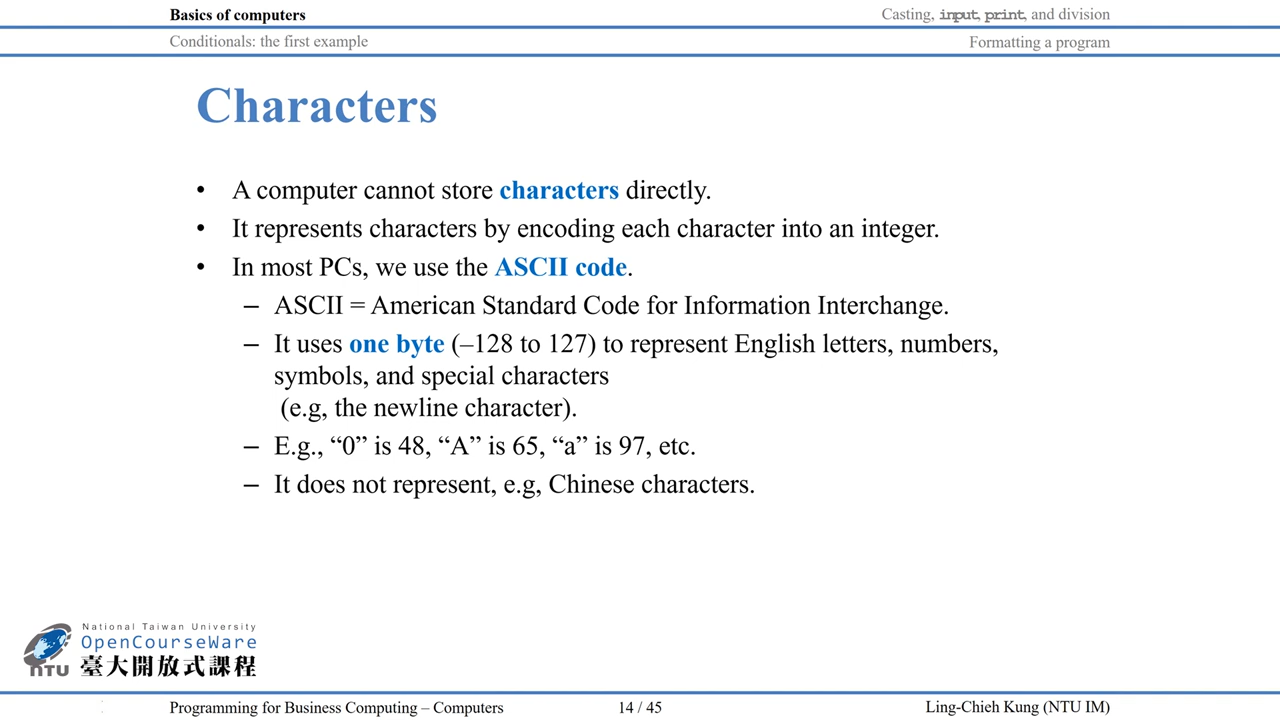 Basics of computers
Casting, input, print, and division
Conditionals: the first example
Formatting a program
Characters
• A computer cannot store characters directly.
• It represents characters by encoding each character into an integer.
• In most PCs, we use the ASCII code.
– ASCII = American Standard Code for Information Interchange.
– It uses one byte (–128 to 127) to represent English letters, numbers,
symbols, and special characters
(e.g, the newline character).
– E.g., “0” is 48, “A” is 65, “a” is 97, etc.
– It does not represent, e.g, Chinese characters.
National Taiwan University
OpenCourseWare
臺大開放式課程
NTU
Programming for Business Computing – Computers
14 / 45
Ling-Chieh Kung (NTU IM)